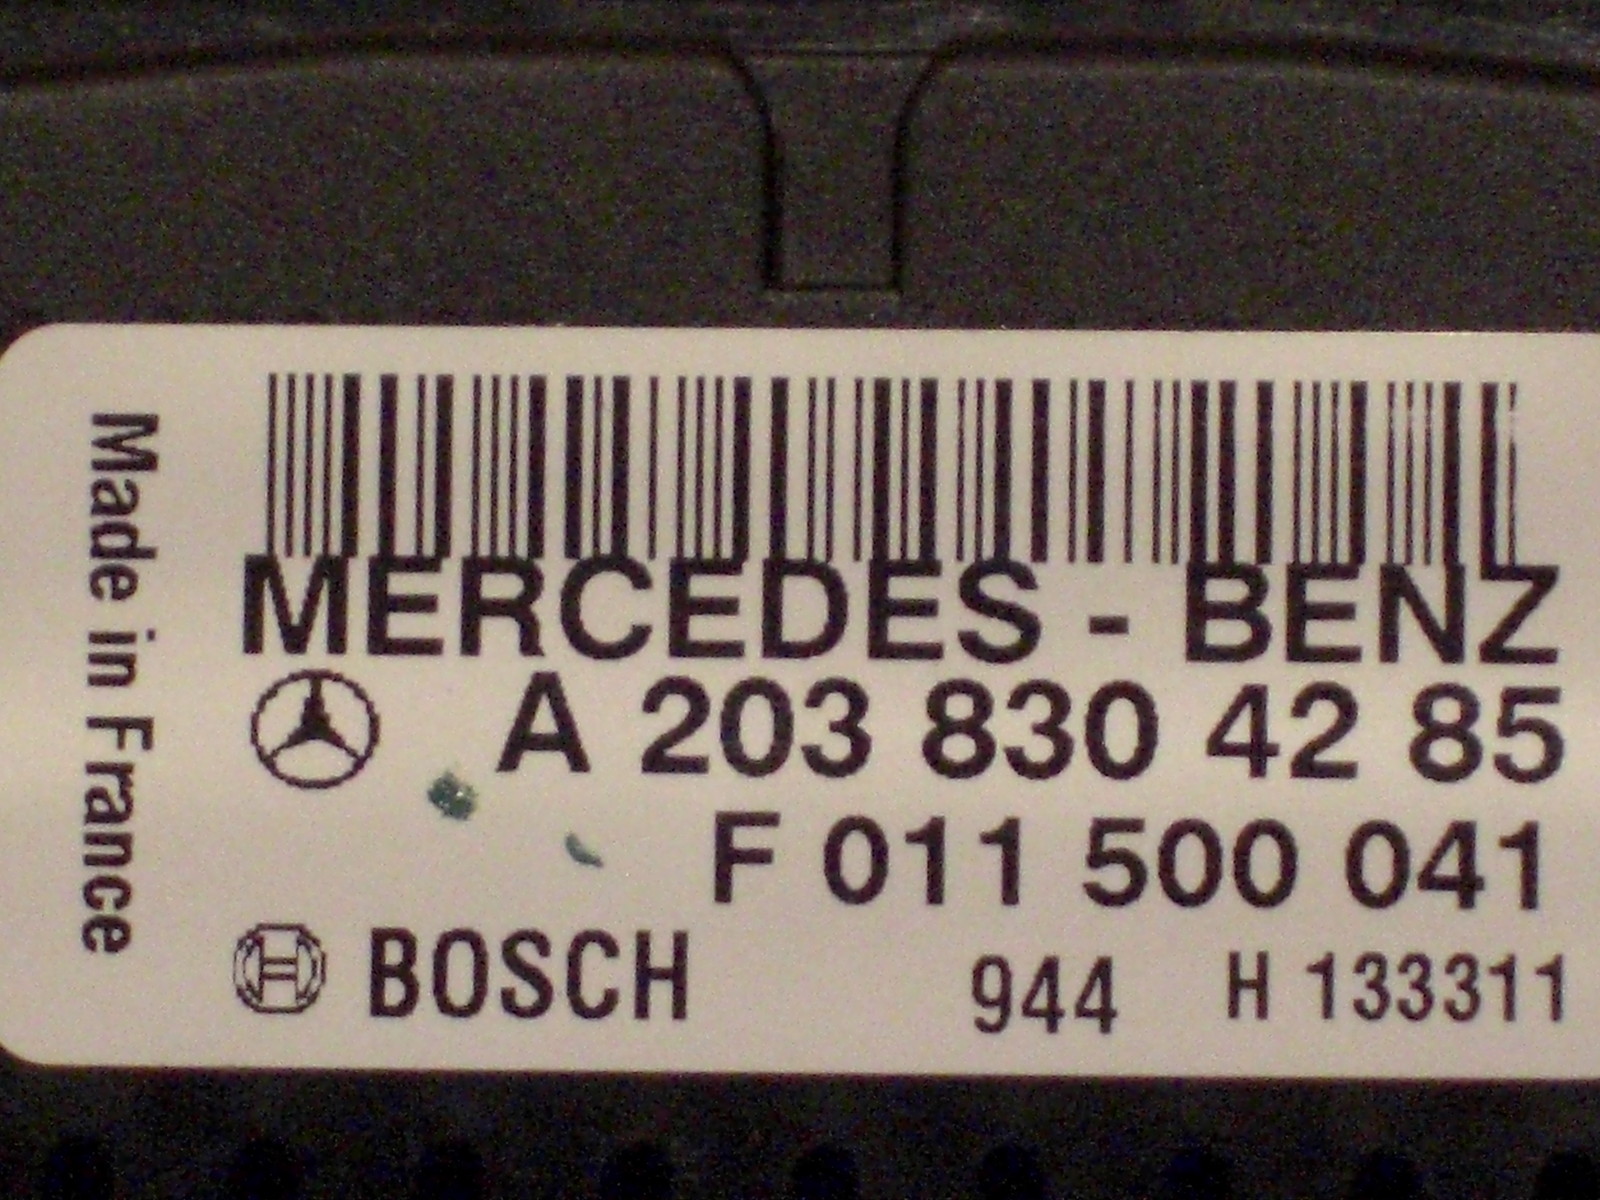 Made in France
MERCEDES - BENZ
A 203 830 42 85
F 011 500 041
BOSCH 944 H 133311